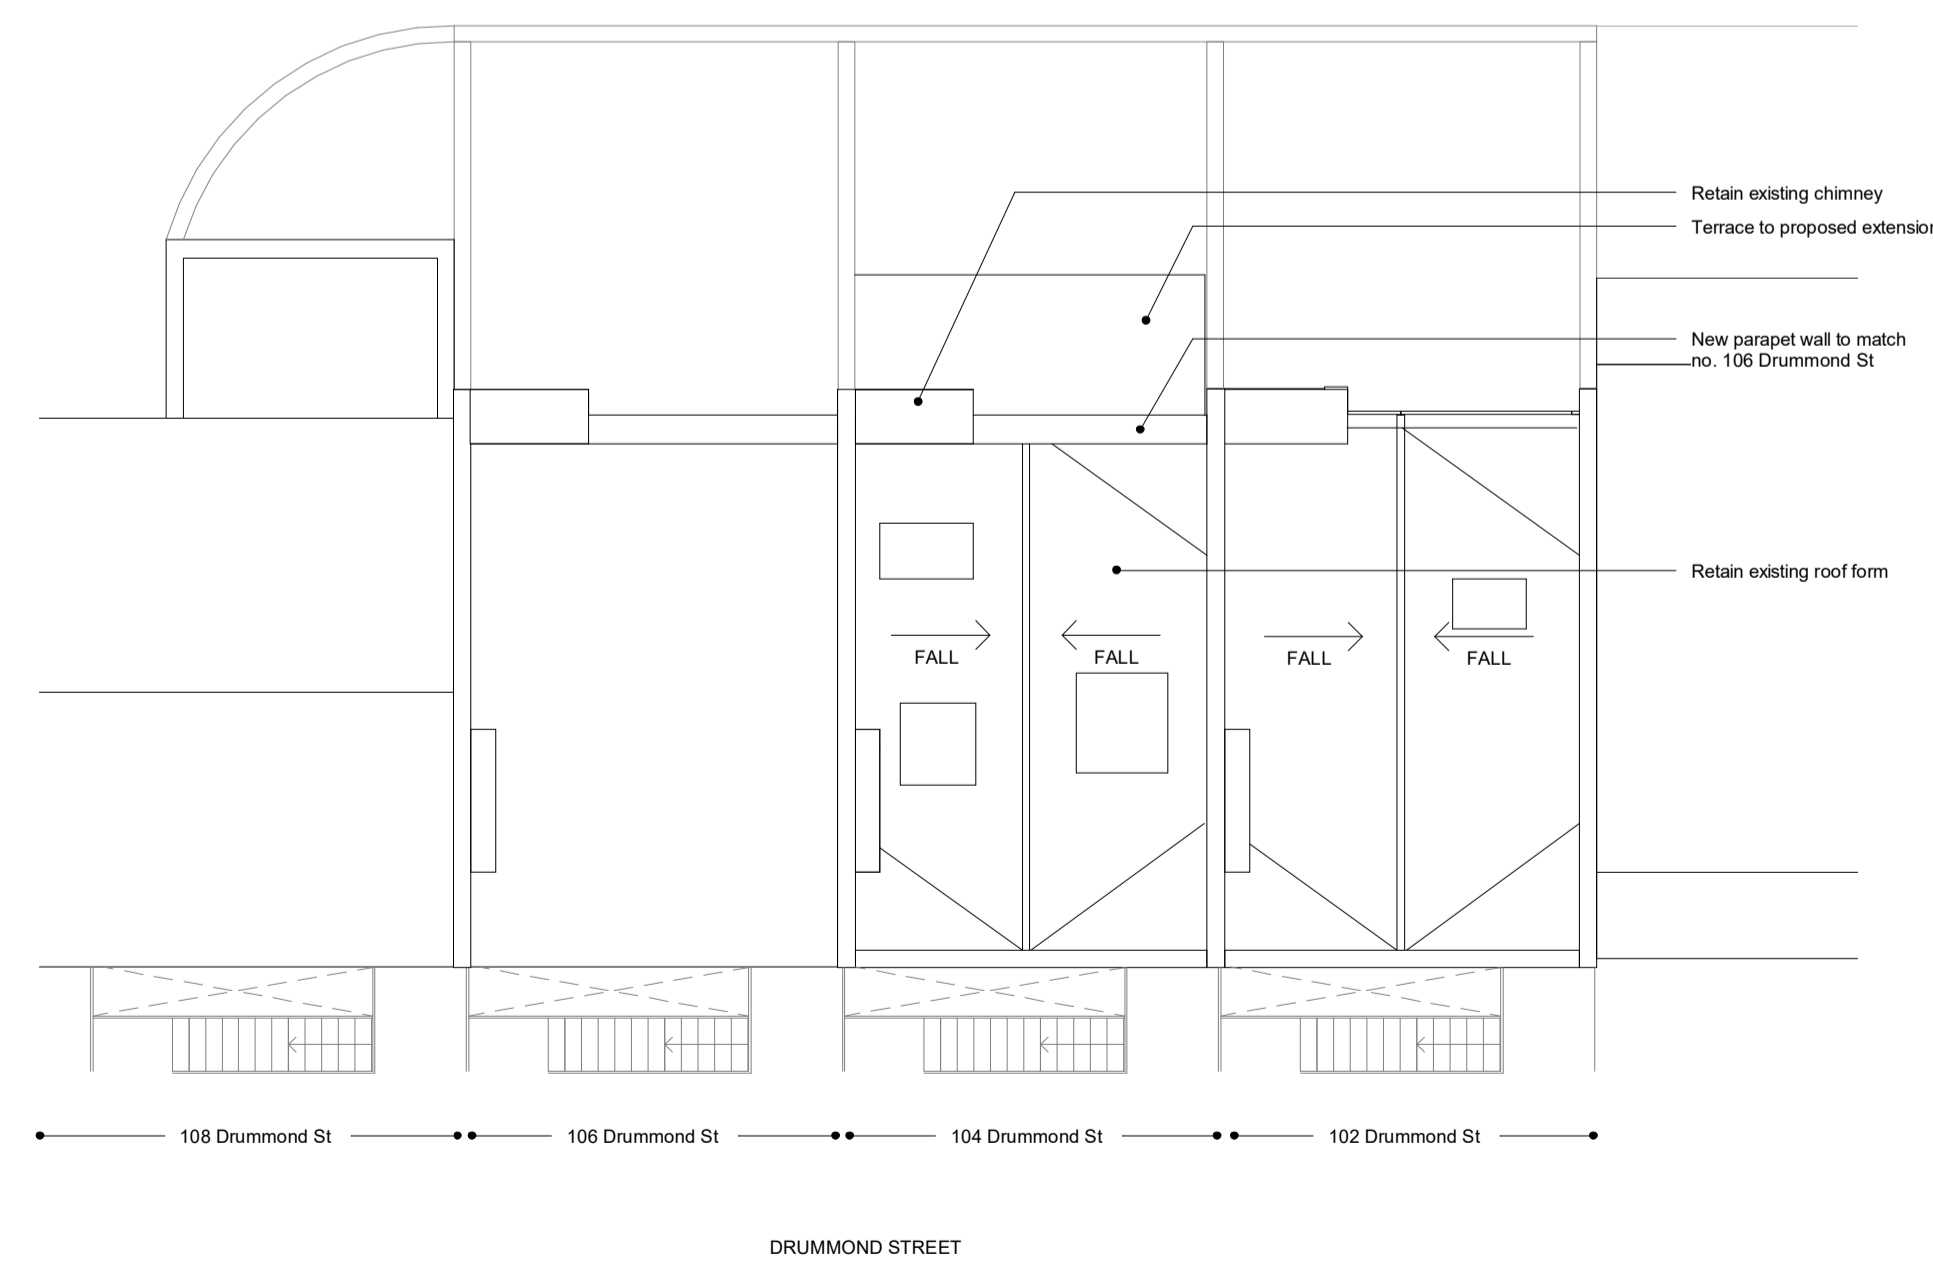 Retain existing chimney
Terrace to proposed
New parapet wall to match
no. 106 Drummond St
Retain existing roof form
FALL
FALL
FALL
FALL
108 Drummond St
106 Drummond St
104 Drummond St
102 Drummond St
DRUMMOND STREET